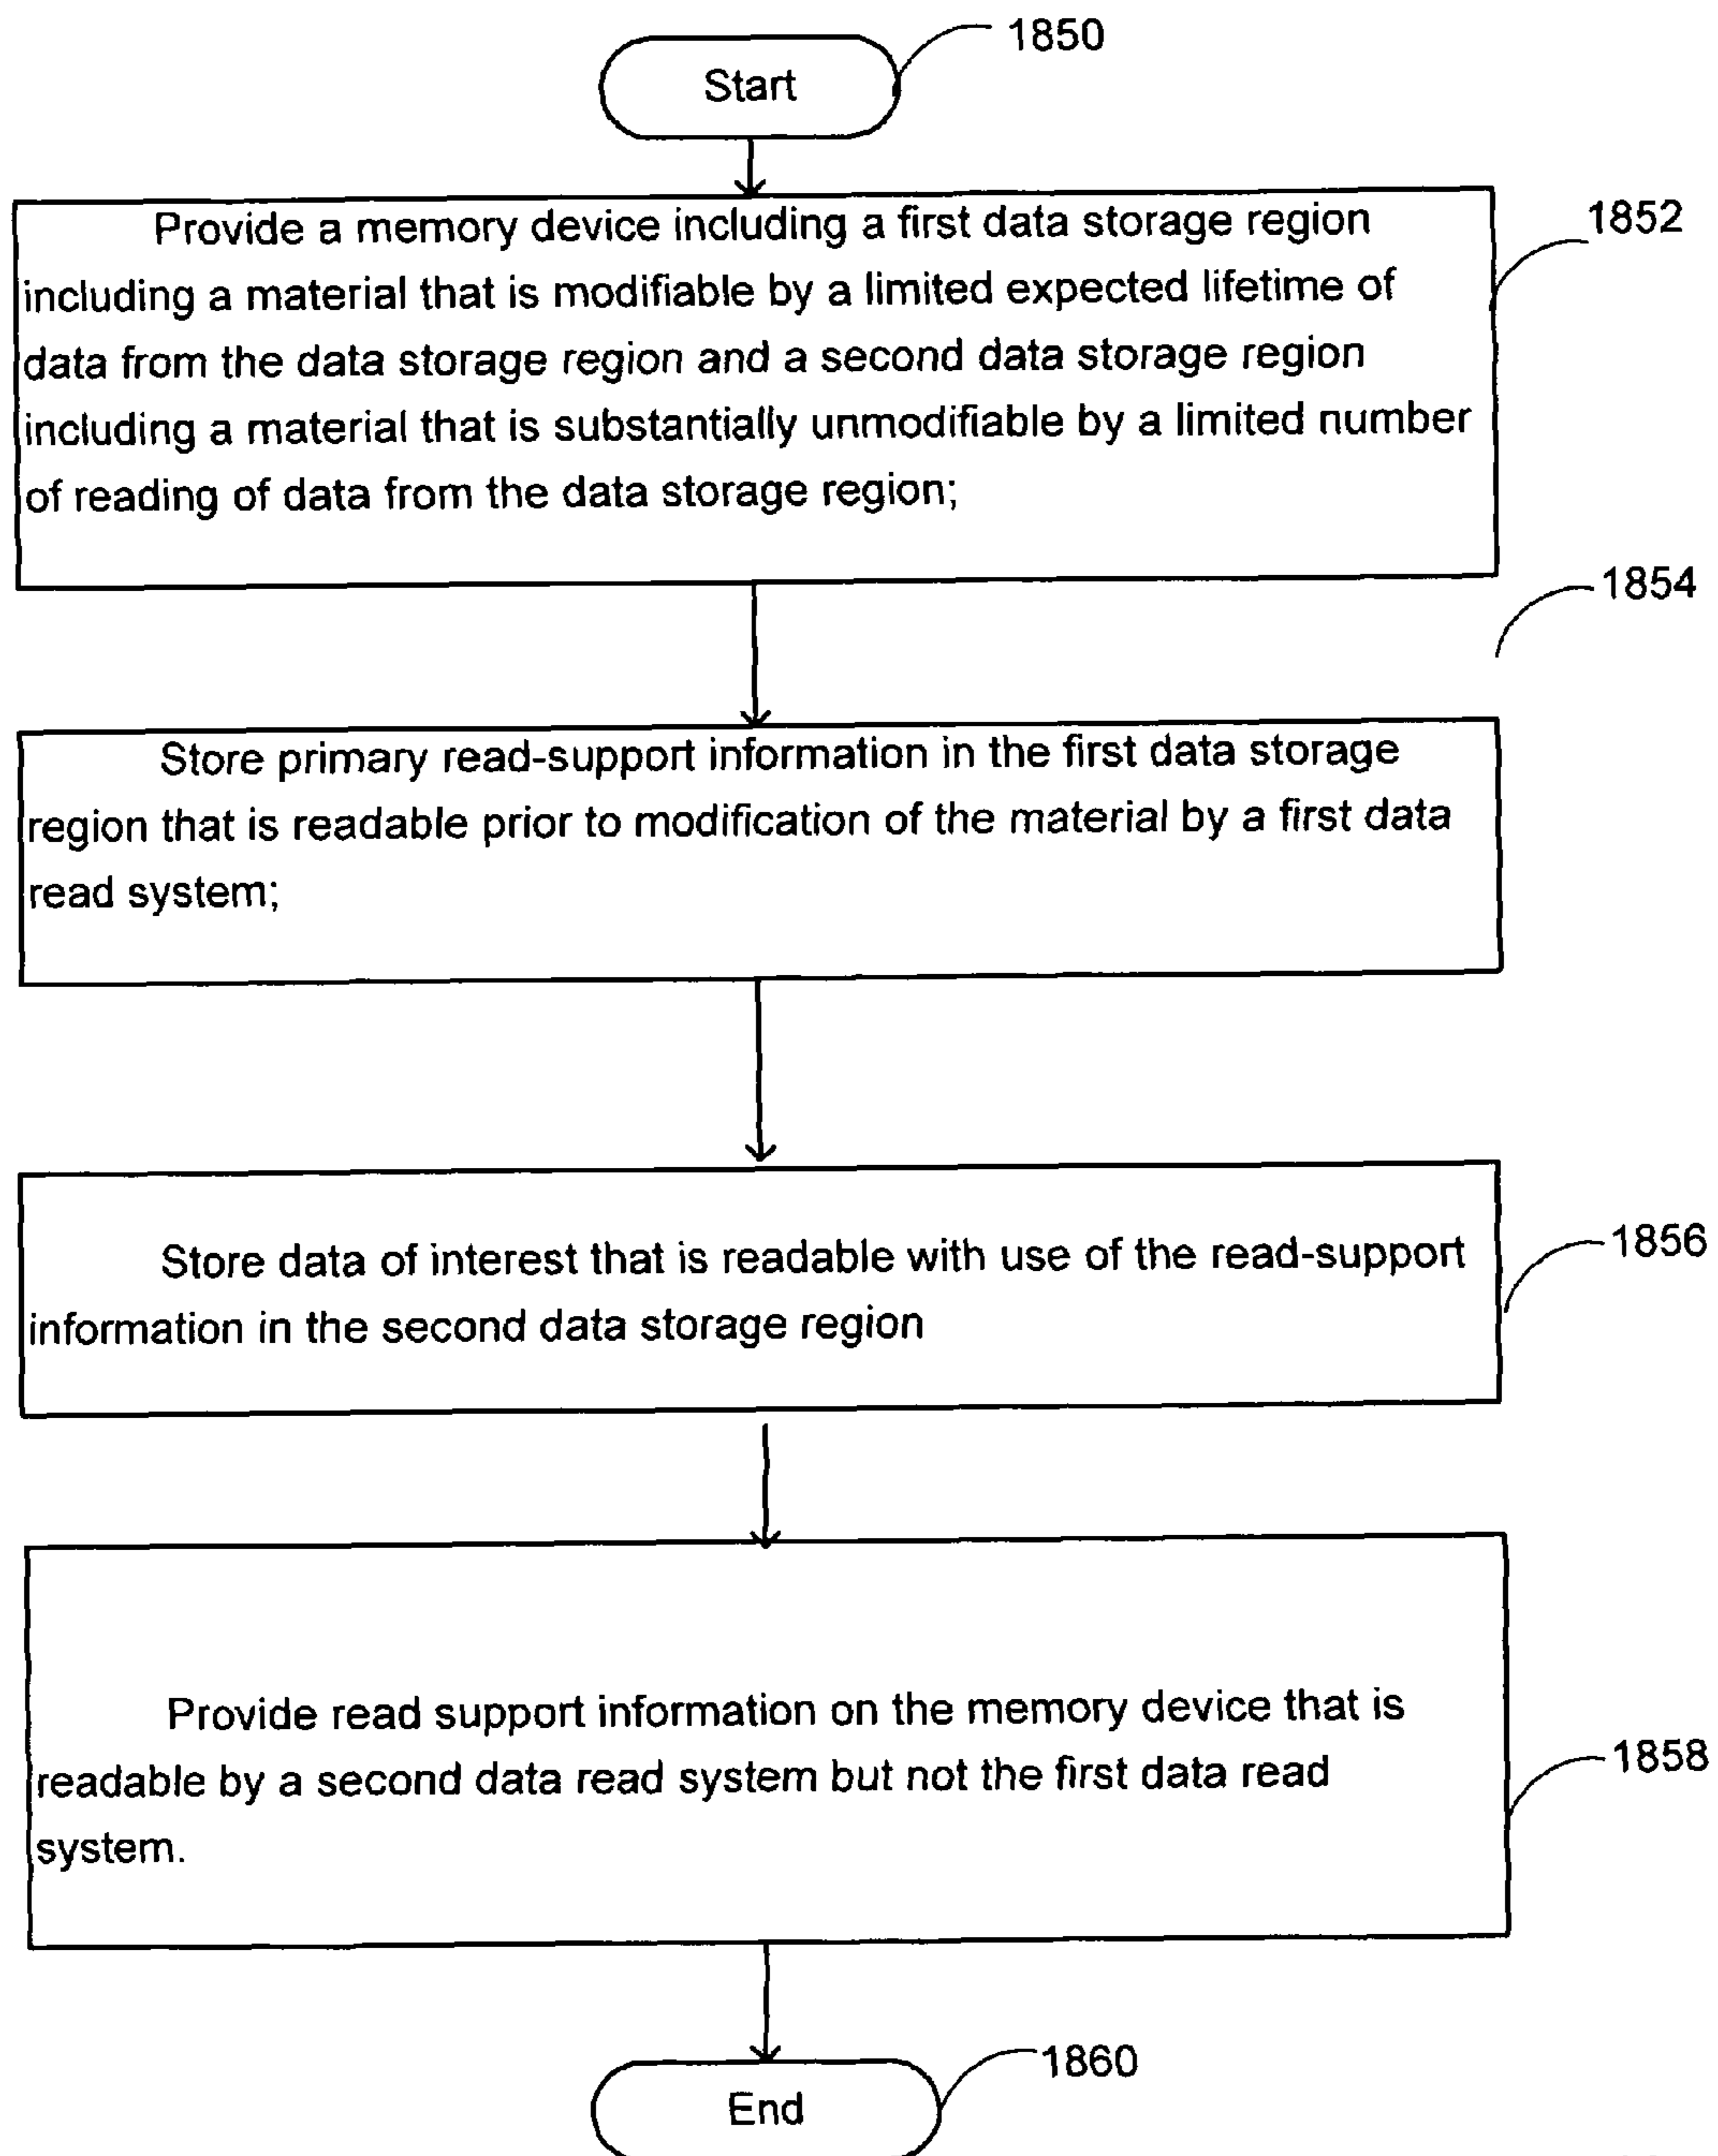 1850
Start
1852
Provide a memory device including a first data storage region
including a material that is modifiable by a limited expected lifetime of
data from the data storage region and a second data storage region
including a material that is substantially unmodifiable by a limited number
of reading of data from the data storage region;
1854
Store primary read-support information in the first data storage
region that is readable prior to modification of the material by a first data
read system;
1856
Store data of interest that is readable with use of the read-support
information in the second data storage region
Provide read support information on the memory device that is
1858
readable by a second data read system but not the first data read
system.
1860
End